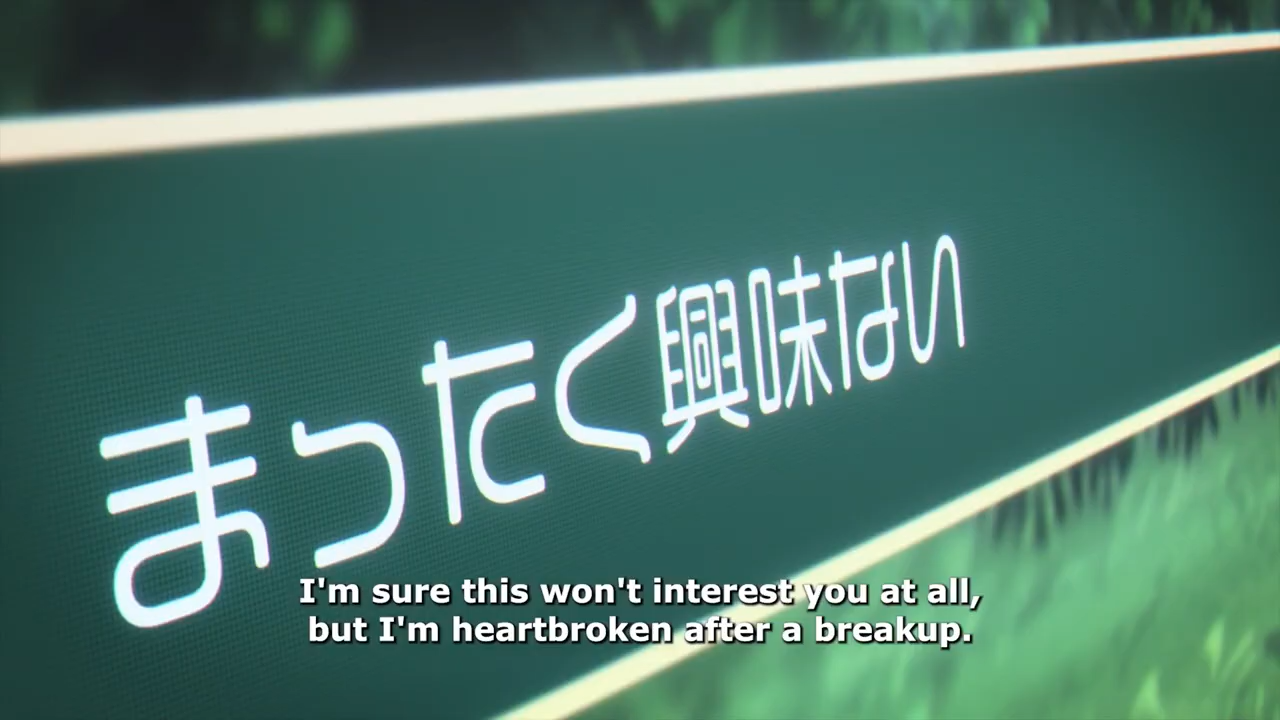 まったく興味ない
I'm sure this won't interest you at all,
but I'm heartbroken after a breakup.